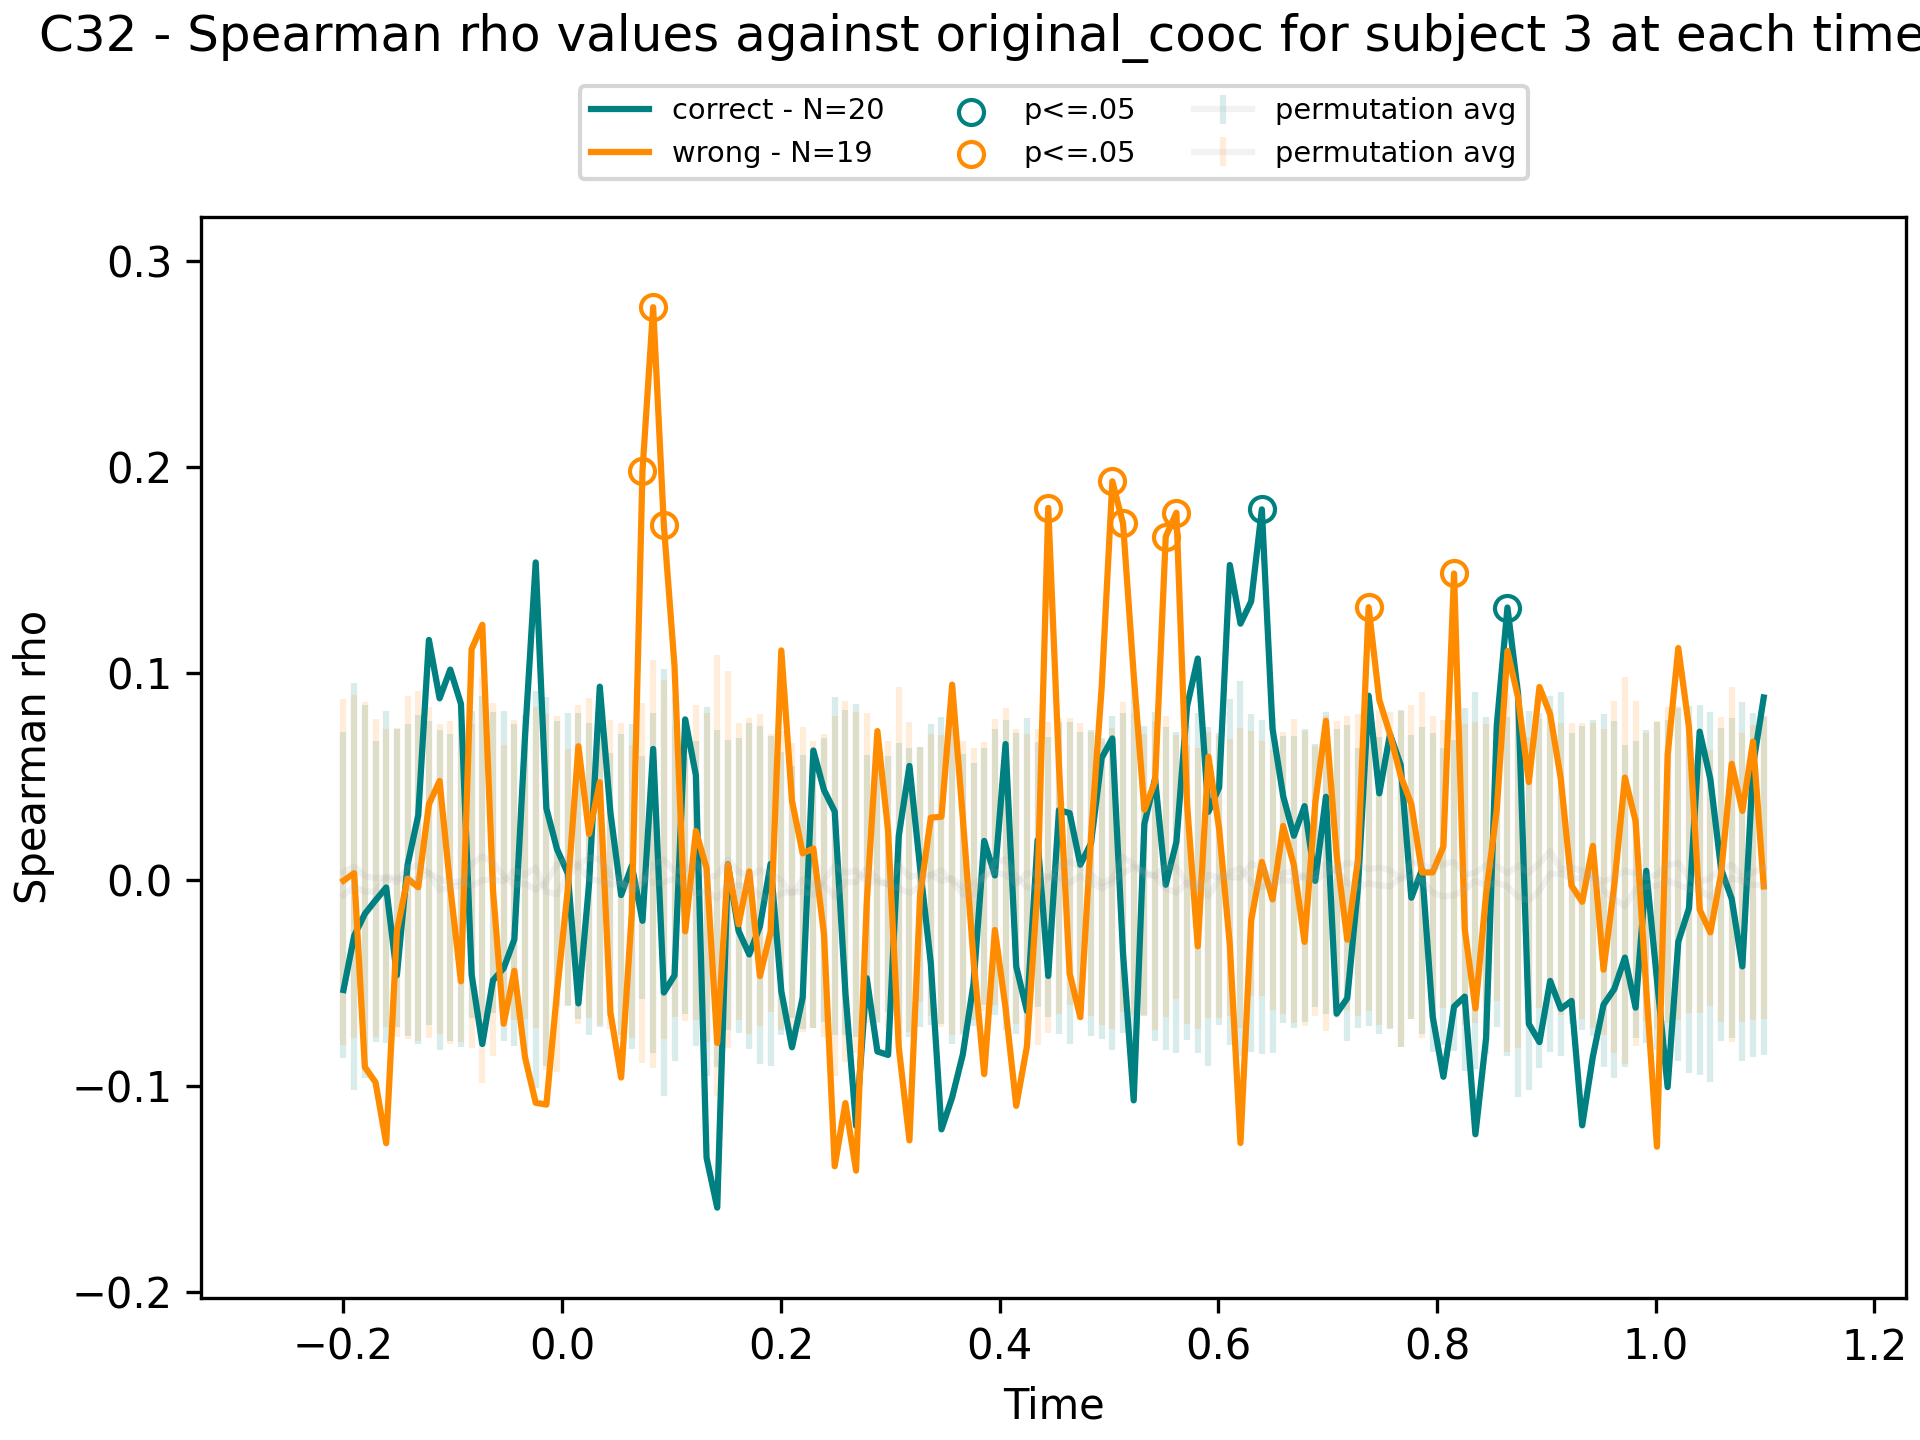 C32 - Spearman rho values against original_cooc for subject 3 at each time
correct - N=20 p<=.05 permutation avg
wrong - N=19 p<=.05 permutation avg
Spearman rho
0.3
0.2
0.1
0.0
−0.1
−0.2
−0.2 0.0 0.2 0.4 0.6 0.8 1.0 1.2
Time